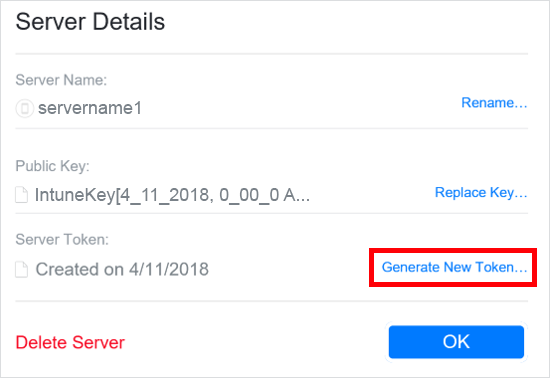 Server Details
Server Name:
servername1
Rename...
Public Key:
IntuneKey[4_11_2018, 0_00_0 A...
Replace Key...
Server Token:
Created on 4/11/2018
Generate New Token...
Delete Server
OK